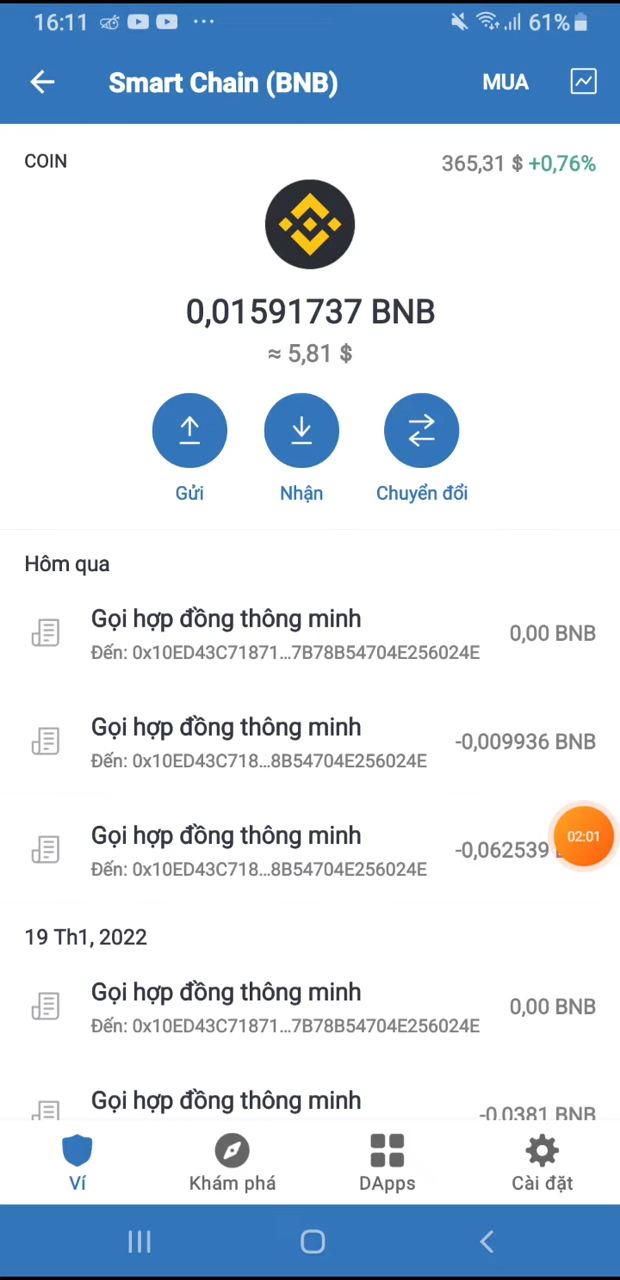 16:11 ... 61%
Smart Chain (BNB) MUA
COIN 365,31 $ +0,76%
0,01591737 BNB
≈ 5,81 $
Gửi Nhận Chuyển đổi
Hôm qua
Gọi hợp đồng thông minh 0,00 BNB
Đến: 0x10ED43C71871...7B78B54704E256024E
Gọi hợp đồng thông minh -0,009936 BNB
Đến: 0x10ED43C718...8B54704E256024E
Gọi hợp đồng thông minh -0,062539
02:01
Đến: 0x10ED43C718...8B54704E256024E
19 Th1, 2022
Gọi hợp đồng thông minh 0,00 BNB
Đến: 0x10ED43C71871...7B78B54704E256024E
Gọi hợp đồng thông minh -0,0381 BNB
Ví Khám phá DApps Cài đặt